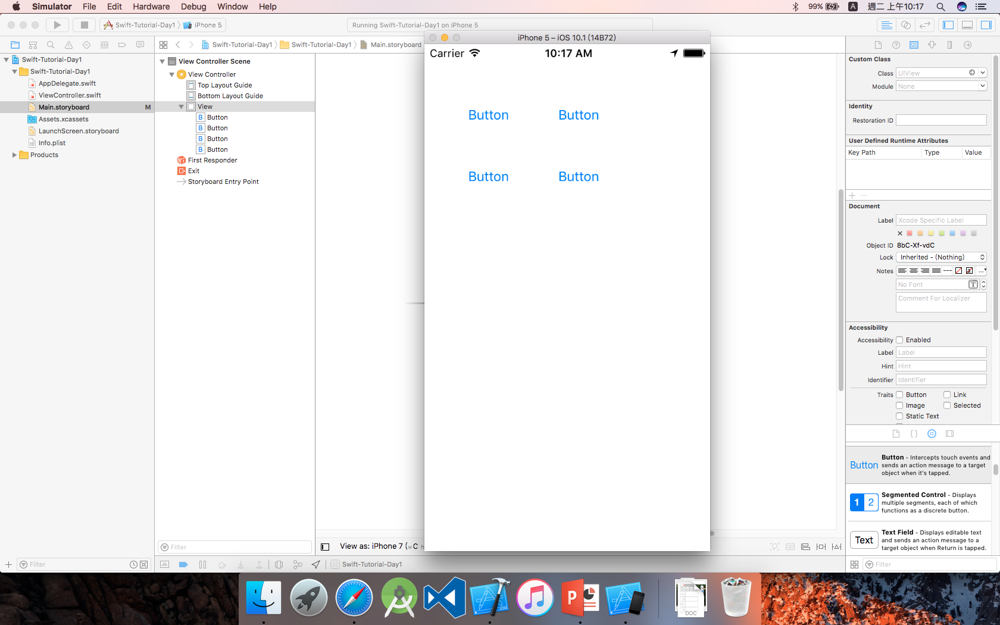 Simulator File Edit Hardware Debug Window Help 99% A 週二 上午10:17
Swift-Tutorial-Day1 iPhone 5 Running Swift-Tutorial-Day1 on iPhone 5
iPhone 5 – iOS 10.1 (14B72)
Swift-Tutorial-Day1 Swift-Tutorial-Day1 Main.storyboard
Swift-Tutorial-Day1
Swift-Tutorial-Day1
AppDelegate.swift
ViewController.swift
Main.storyboard M
Assets.xcassets
LaunchScreen.storyboard
Info.plist
Products
View Controller Scene
View Controller
Top Layout Guide
Bottom Layout Guide
View
B Button
B Button
B Button
B Button
First Responder
Exit
Storyboard Entry Point
Carrier 10:17 AM
Button Button
Button Button
Custom Class
Class UIView
Module None
Identity
Restoration ID
User Defined Runtime Attributes
Key Path Type Value
Document
Label Xcode Specific Label
Object ID 8bC-Xf-vdC
Lock Inherited - (Nothing)
Notes
No Font T
Comment For Localizer
Accessibility
Accessibility Enabled
Label Label
Hint Hint
Identifier Identifier
Traits Button Link
Image Selected
Static Text
Button Button - Intercepts touch events and
sends an action message to a target
object when it's tapped.
1 2 Segmented Control - Displays
multiple segments, each of which
functions as a discrete button.
Text Text Field - Displays editable text
and sends an action message to a
target object when Return is tapped.
Filter
View as: iPhone 7 (wC h
Filter
Swift-Tutorial-Day1
Filter
P
DOC